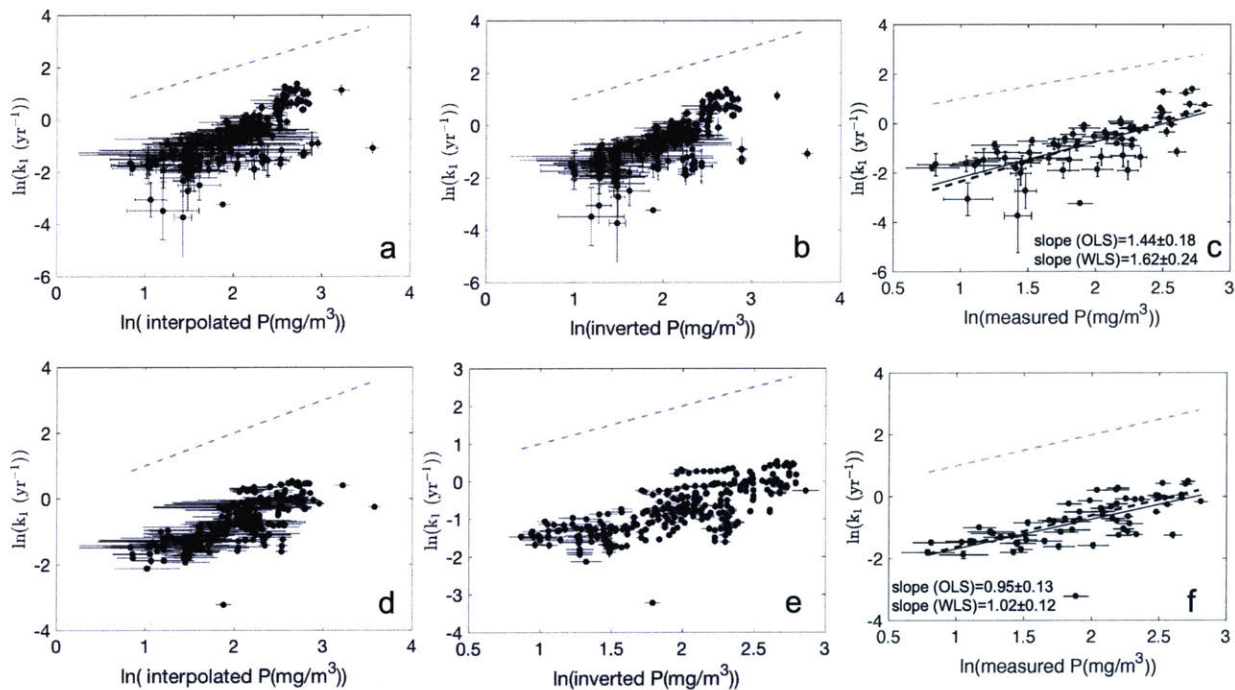 4
2
0
-2
-4
-6
ln(k₁ (yr⁻¹))
0 1 2 3 4
ln( interpolated P(mg/m³))
a
4
2
0
-2
-4
-6
ln(k₁ (yr⁻¹))
0 1 2 3 4
ln(inverted P(mg/m³))
b
4
2
0
-2
-4
-6
ln(k₁ (yr⁻¹))
slope (OLS)=1.44±0.18
slope (WLS)=1.62±0.24
c
0.5 1 1.5 2 2.5 3
ln(measured P(mg/m³))
4
2
0
-2
-4
ln(k₁ (yr⁻¹))
0 1 2 3 4
ln( interpolated P(mg/m³))
d
3
2
1
0
-1
-2
-3
-4
ln(k₁ (yr⁻¹))
0.5 1 1.5 2 2.5 3
ln(inverted P(mg/m³))
e
4
2
0
-2
-4
ln(k₁ (yr⁻¹))
slope (OLS)=0.95±0.13
slope (WLS)=1.02±0.12
f
0.5 1 1.5 2 2.5 3
ln(measured P(mg/m³))